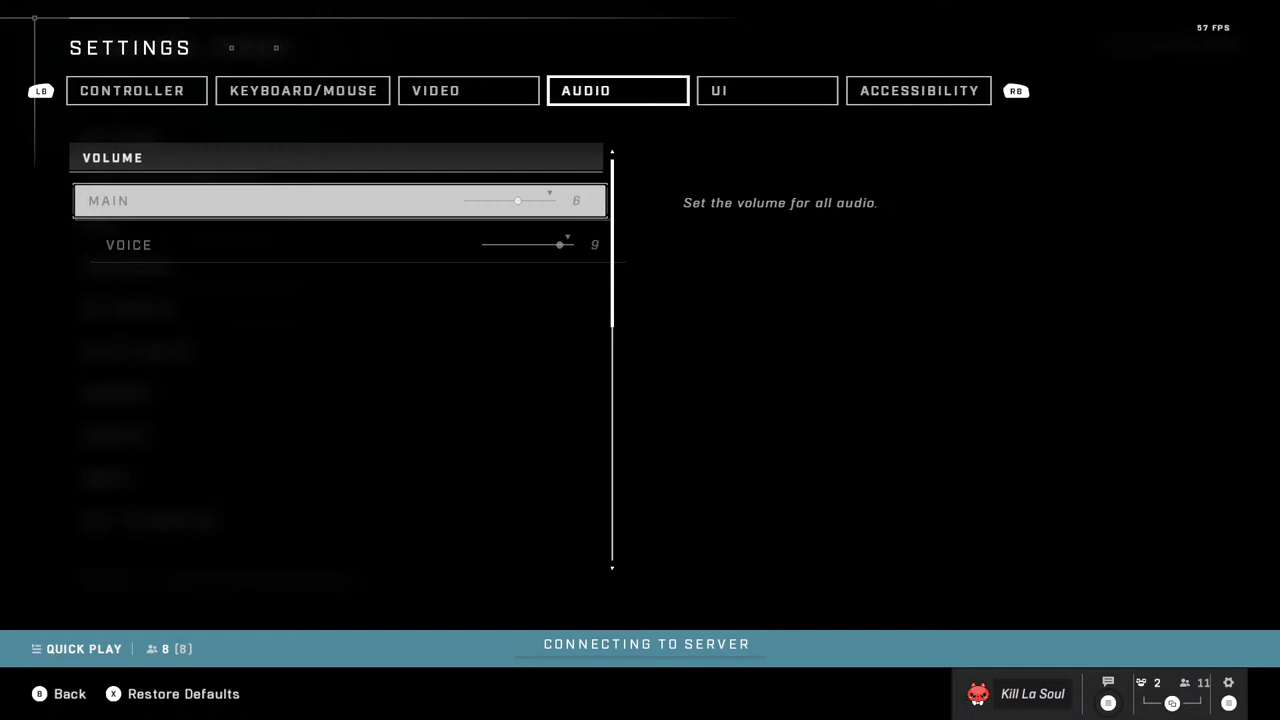 57 FPS
SETTINGS
LB CONTROLLER KEYBOARD/MOUSE VIDEO AUDIO UI ACCESSIBILITY RB
VOLUME
MAIN 6
Set the volume for all audio.
VOICE 9
QUICK PLAY 8 (8) CONNECTING TO SERVER
B Back X Restore Defaults Kill La Soul 2 11